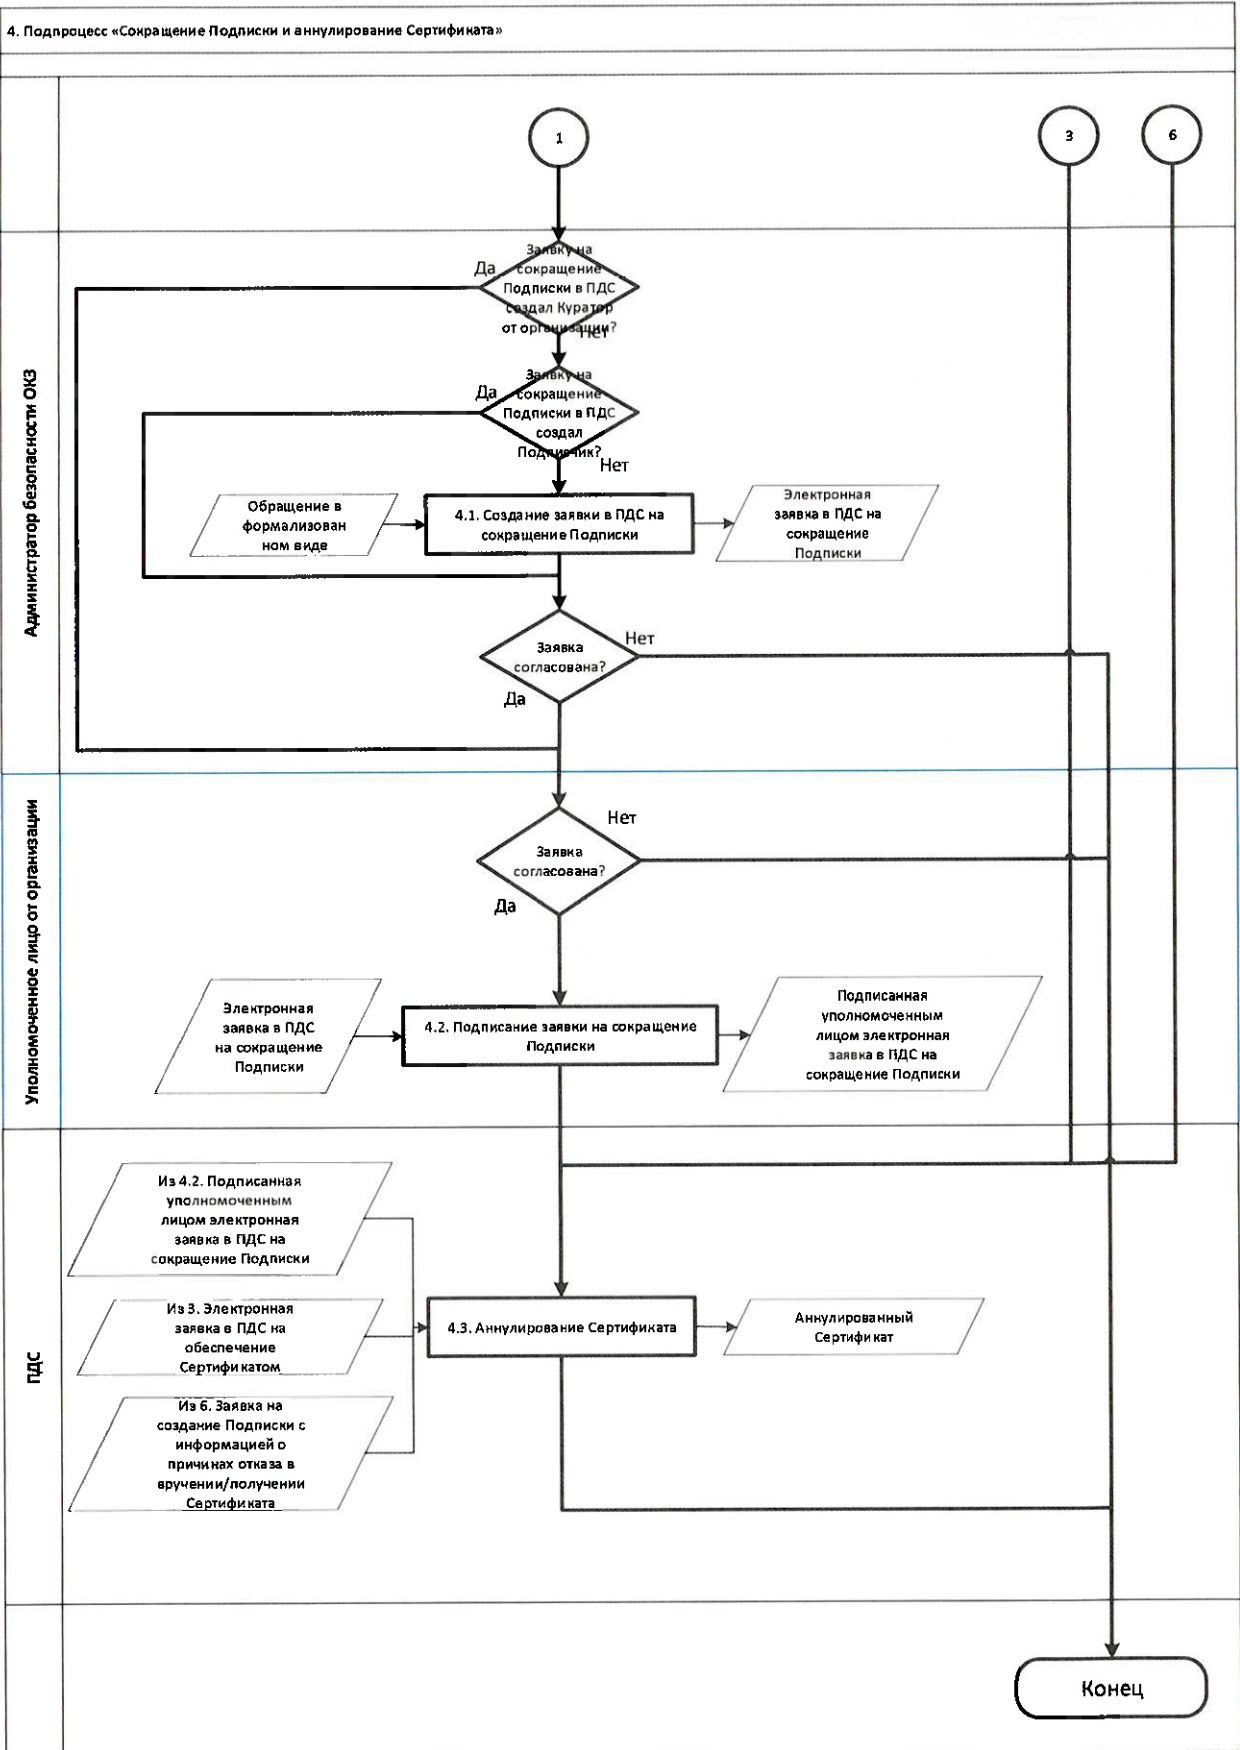 4. Подпроцесс «Сокращение Подписки и аннулирование Сертификата»
1
3
6
Администратор безопасности ОКЗ
Заявку на
сокращение
Подписки в ПДС
создал Куратор
от организации?
Да
Нет
Заявку на
сокращение
Подписки в ПДС
создал
Подписчик?
Да
Нет
Обращение в
формализован
ном виде
4.1. Создание заявки в ПДС на
сокращение Подписки
Электронная
заявка в ПДС на
сокращение
Подписки
Заявка
согласована?
Нет
Да
Уполномоченное лицо от организации
Заявка
согласована?
Нет
Да
Электронная
заявка в ПДС
на сокращение
Подписки
4.2. Подписание заявки на сокращение
Подписки
Подписанная
уполномоченным
лицом электронная
заявка в ПДС на
сокращение Подписки
ПДС
Из 4.2. Подписанная
уполномоченным
лицом электронная
заявка в ПДС на
сокращение Подписки
Из 3. Электронная
заявка в ПДС на
обеспечение
Сертификатом
Из 6. Заявка на
создание Подписки с
информацией о
причинах отказа в
вручении/получении
Сертификата
4.3. Аннулирование Сертификата
Аннулированный
Сертификат
Конец